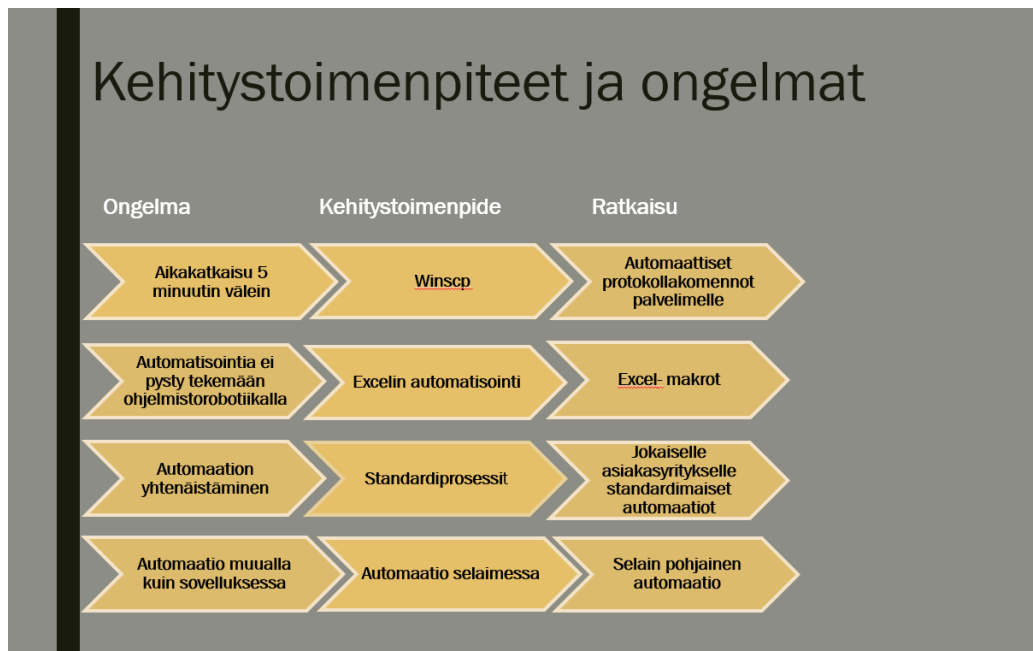 Kehitystoimenpiteet ja ongelmat
Ongelma
Kehitystoimenpide
Ratkaisu
Aikakatkaisu 5
minuutin välein
Winscp
Automaattiset
protokollakomennot
palvelimelle
Automatisointia ei
pysty tekemään
ohjelmistorobotiikalla
Excelin automatisointi
Excel- makrot
Automaation
yhtenäistäminen
Standardiprosessit
Jokaiselle
asiakasyritykselle
standardimaiset
automaatiot
Automaatio muualla
kuin sovelluksessa
Automaatio selaimessa
Selain pohjainen
automaatio